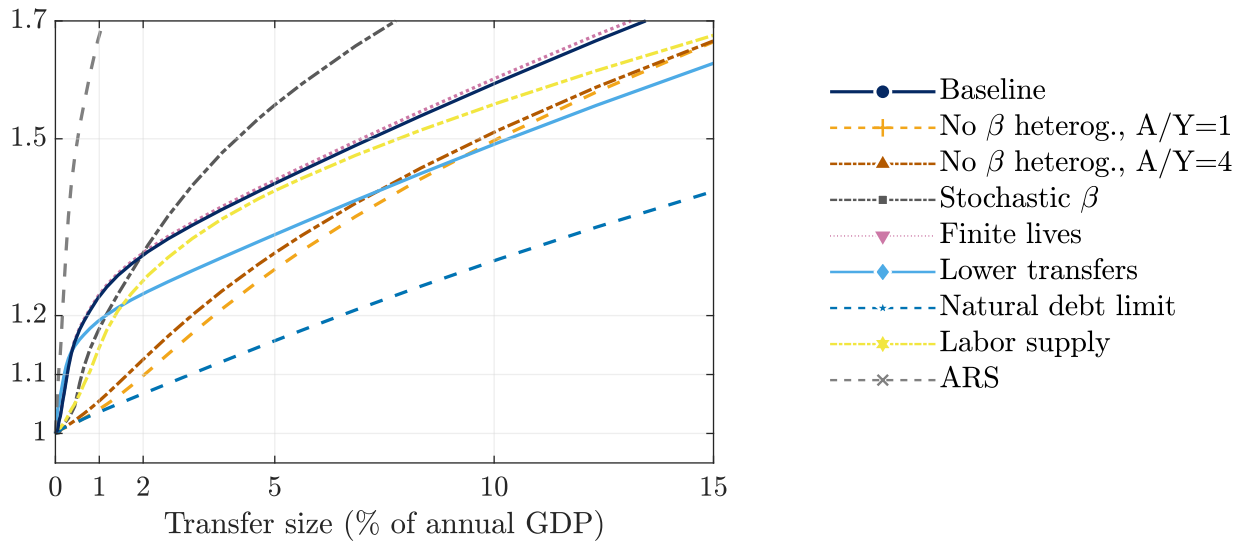 1.7
1.5
1.2
1.1
1
0 1 2 5 10 15
Transfer size (% of annual GDP)
Baseline
No β heterog., A/Y=1
No β heterog., A/Y=4
Stochastic β
Finite lives
Lower transfers
Natural debt limit
Labor supply
ARS